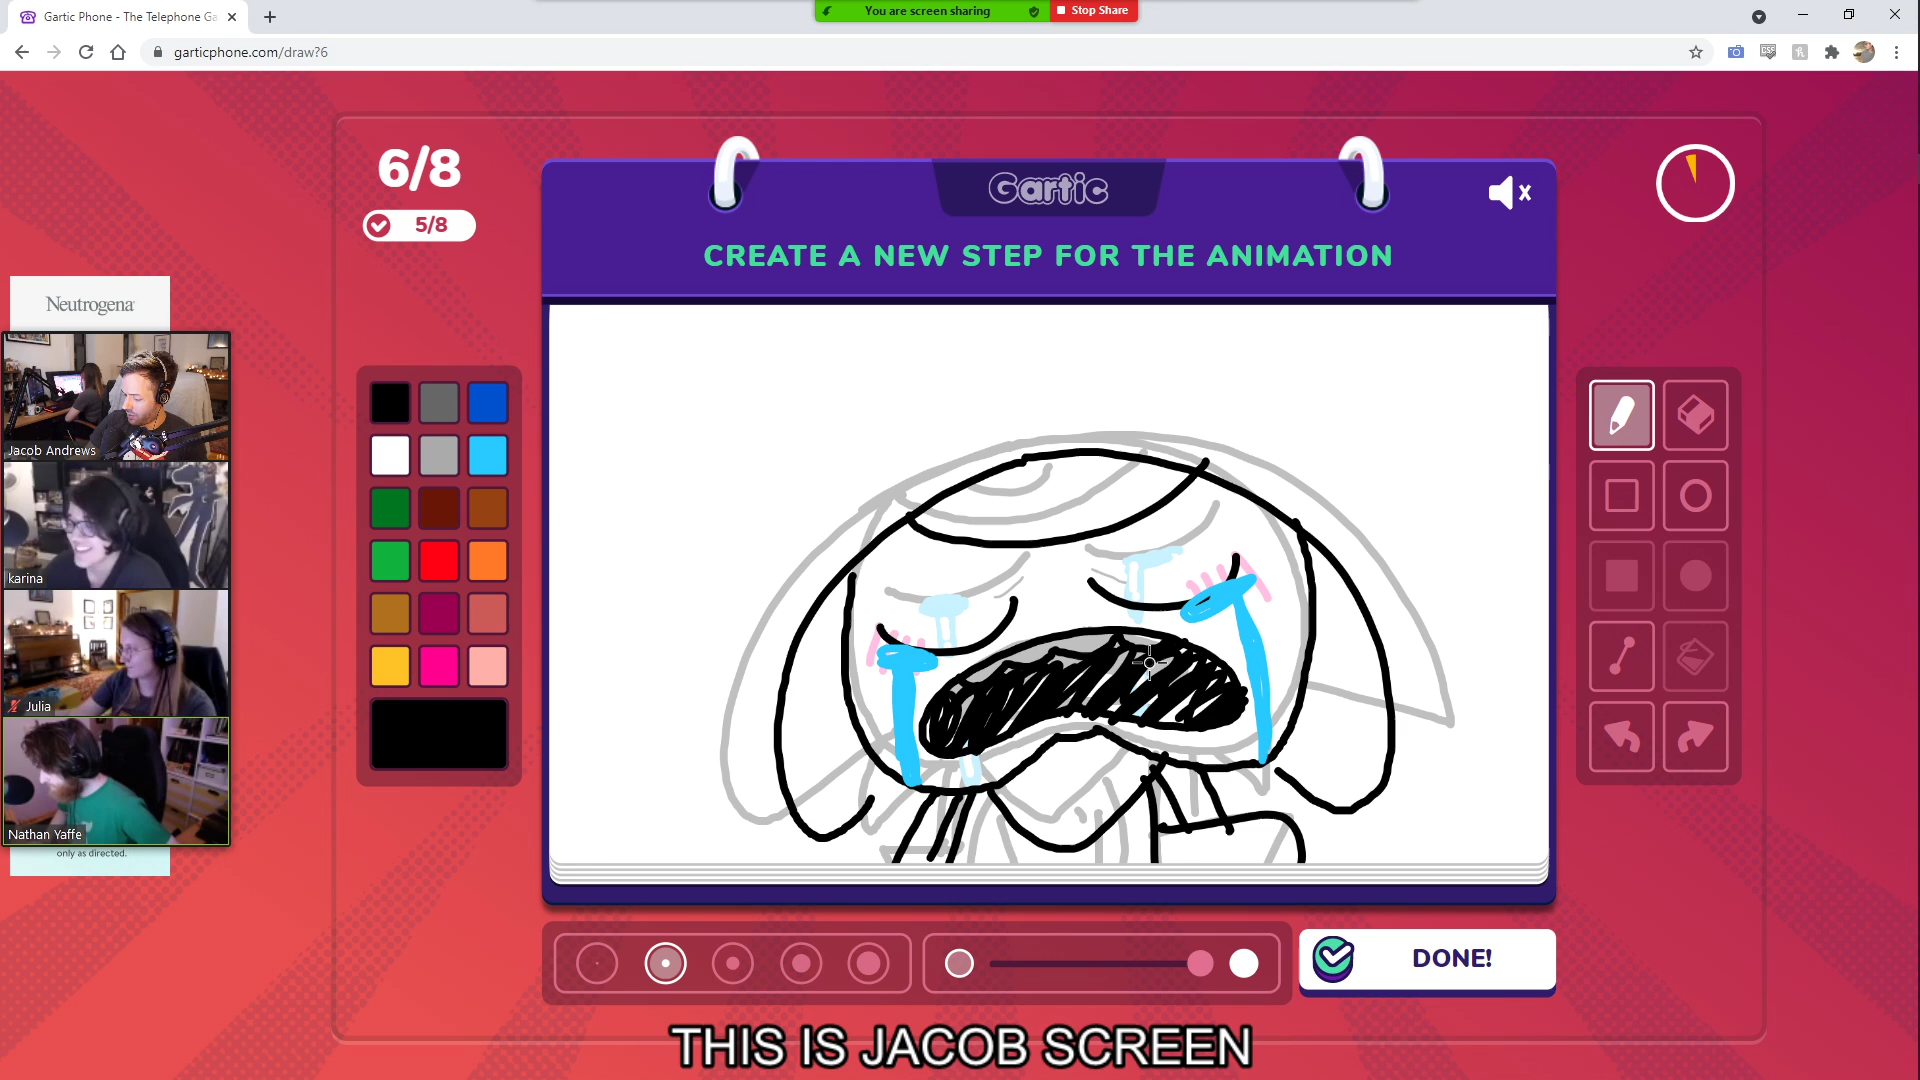 Gartic Phone - The Telephone Ga
You are screen sharing
Stop Share
garticphone.com/draw?6
6/8
5/8
Gartic
CREATE A NEW STEP FOR THE ANIMATION
Neutrogena
Jacob Andrews
karina
Julia
Nathan Yaffe
only as directed.
DONE!
THIS IS JACOB SCREEN